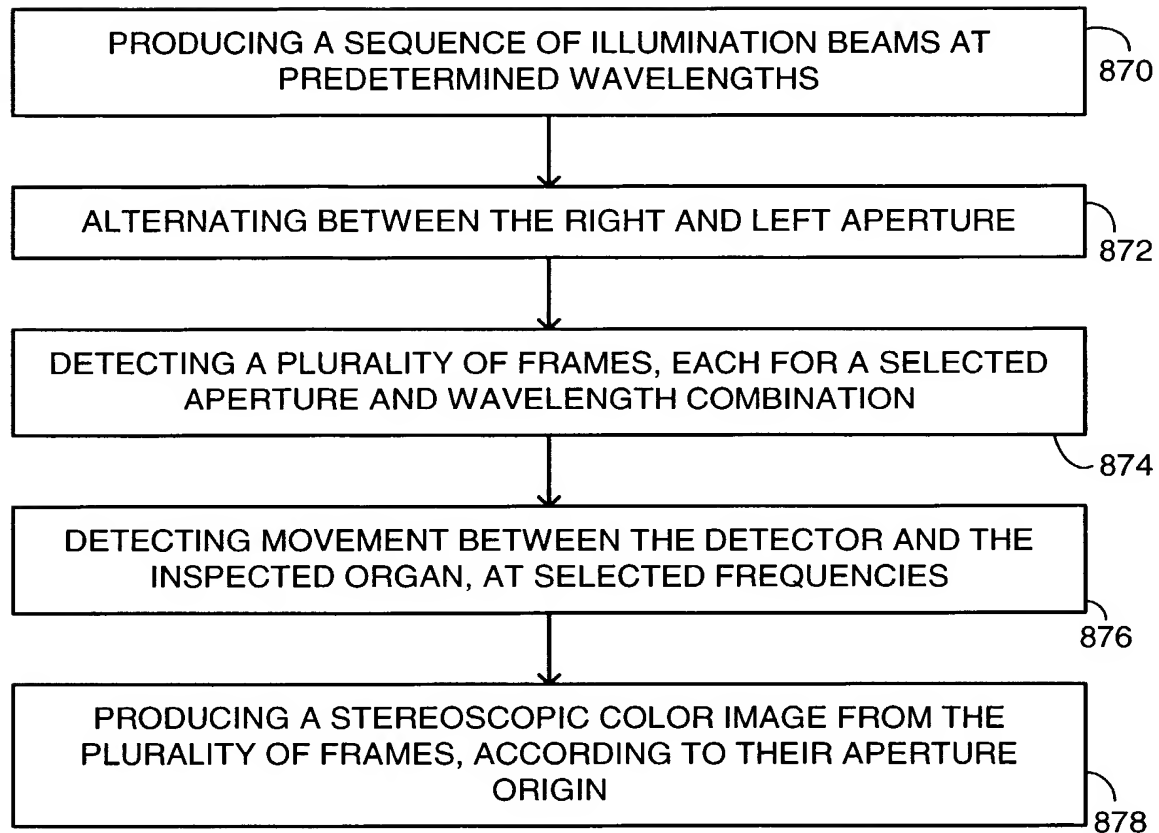 PRODUCING A SEQUENCE OF ILLUMINATION BEAMS AT
PREDETERMINED WAVELENGTHS
870
ALTERNATING BETWEEN THE RIGHT AND LEFT APERTURE
872
DETECTING A PLURALITY OF FRAMES, EACH FOR A SELECTED
APERTURE AND WAVELENGTH COMBINATION
874
DETECTING MOVEMENT BETWEEN THE DETECTOR AND THE
INSPECTED ORGAN, AT SELECTED FREQUENCIES
876
PRODUCING A STEREOSCOPIC COLOR IMAGE FROM THE
PLURALITY OF FRAMES, ACCORDING TO THEIR APERTURE
ORIGIN
878